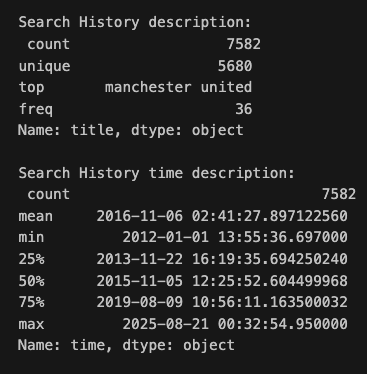 Search History description:
count 7582
unique 5680
top manchester united
freq 36
Name: title, dtype: object
Search History time description:
count 7582
mean 2016-11-06 02:41:27.897122560
min 2012-01-01 13:55:36.697000
25% 2013-11-22 16:19:35.694250240
50% 2015-11-05 12:25:52.604499968
75% 2019-08-09 10:56:11.163500032
max 2025-08-21 00:32:54.950000
Name: time, dtype: object